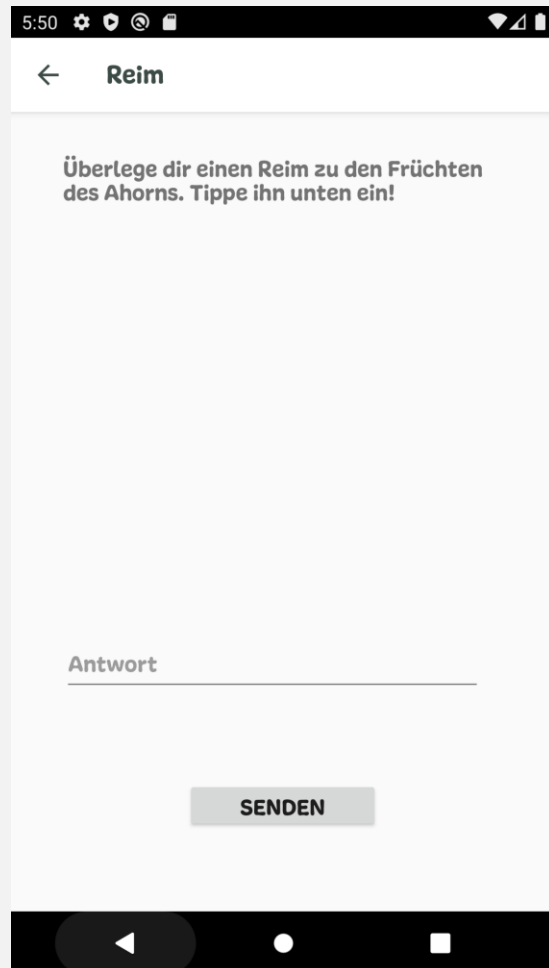 5:50
Reim
Überlege dir einen Reim zu den Früchten
des Ahorns. Tippe ihn unten ein!
Antwort
SENDEN